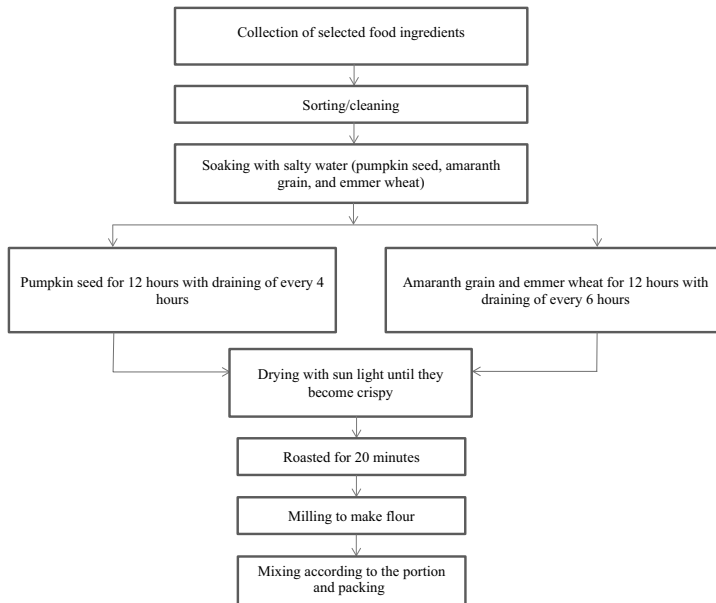 Collection of selected food ingredients
Sorting/cleaning
Soaking with salty water (pumpkin seed, amaranth
grain, and emmer wheat)
Pumpkin seed for 12 hours with draining of every 4
hours
Amaranth grain and emmer wheat for 12 hours with
draining of every 6 hours
Drying with sun light until they
become crispy
Roasted for 20 minutes
Milling to make flour
Mixing according to the portion
and packing